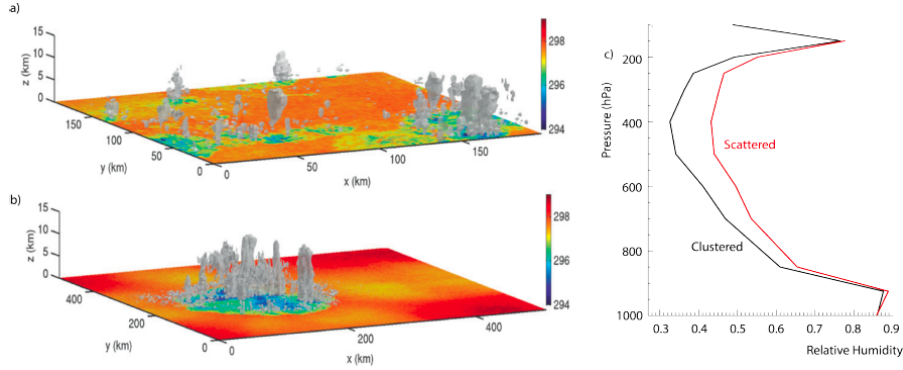 a)
15
10
5
0
z (km)
150
100
50
0
y (km)
0
50
100
150
x (km)
298
296
294
b)
15
10
5
0
z (km)
400
200
0
y (km)
0
200
400
x (km)
298
296
294
c)
200
400
600
800
1000
Pressure (hPa)
Scattered
Clustered
0.3 0.4 0.5 0.6 0.7 0.8 0.9
Relative Humidity